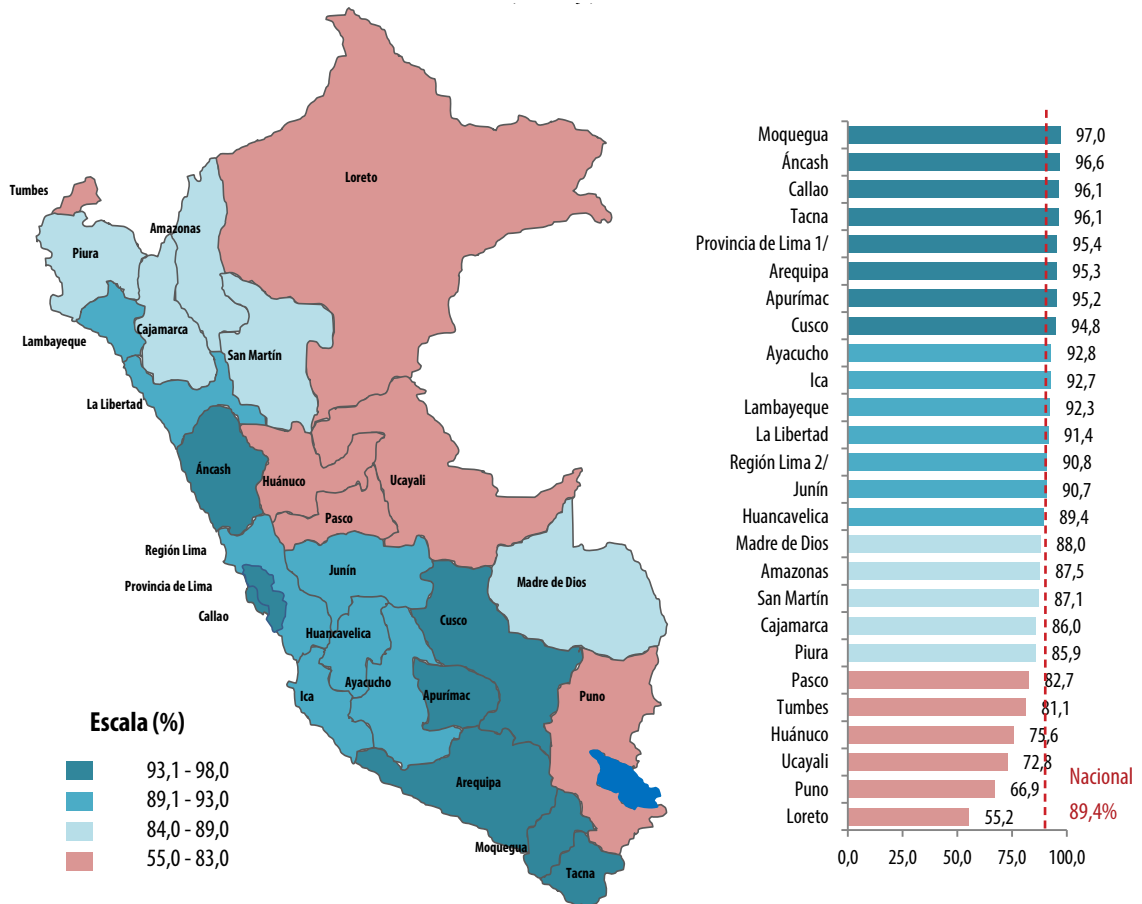 Tumbes
Loreto
Amazonas
Piura
Lambayeque
Cajamarca
San Martín
La Libertad
Áncash
Huánuco
Ucayali
Pasco
Región Lima
Junín
Provincia de Lima
Madre de Dios
Callao
Huancavelica
Cusco
Ica
Ayacucho
Apurímac
Puno
Arequipa
Moquegua
Tacna
Escala (%)
93,1 - 98,0
89,1 - 93,0
84,0 - 89,0
55,0 - 83,0
Moquegua 97,0
Áncash 96,6
Callao 96,1
Tacna 96,1
Provincia de Lima 1/ 95,4
Arequipa 95,3
Apurímac 95,2
Cusco 94,8
Ayacucho 92,8
Ica 92,7
Lambayeque 92,3
La Libertad 91,4
Región Lima 2/ 90,8
Junín 90,7
Huancavelica 89,4
Madre de Dios 88,0
Amazonas 87,5
San Martín 87,1
Cajamarca 86,0
Piura 85,9
Pasco 82,7
Tumbes 81,1
Huánuco 75,6
Ucayali 72,8
Puno 66,9
Loreto 55,2
Nacional
89,4%
0,0 25,0 50,0 75,0 100,0